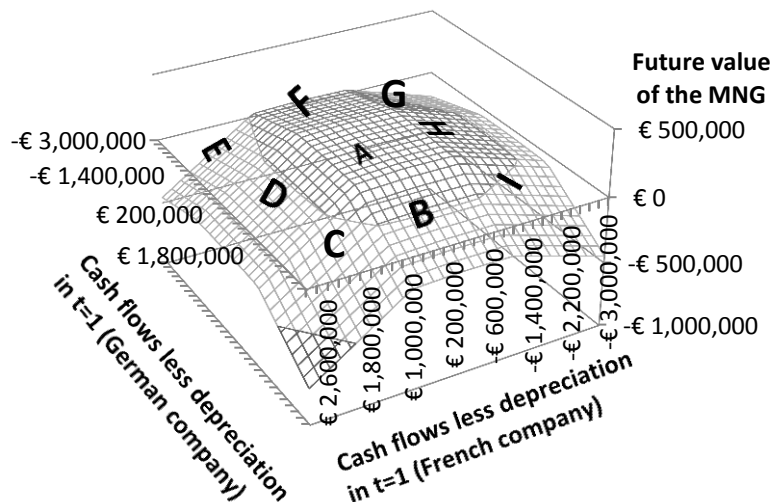 Future value
of the MNG
€ 500,000
€ 0
-€ 500,000
-€ 1,000,000
-€ 3,000,000
-€ 1,400,000
€ 200,000
€ 1,800,000
E
F
G
H
A
D
C
B
I
€ 2,600,000
€ 1,800,000
€ 1,000,000
€ 200,000
-€ 600,000
-€ 1,400,000
-€ 2,200,000
-€ 3,000,000
Cash flows less depreciation
in t=1 (German company)
Cash flows less depreciation
in t=1 (French company)